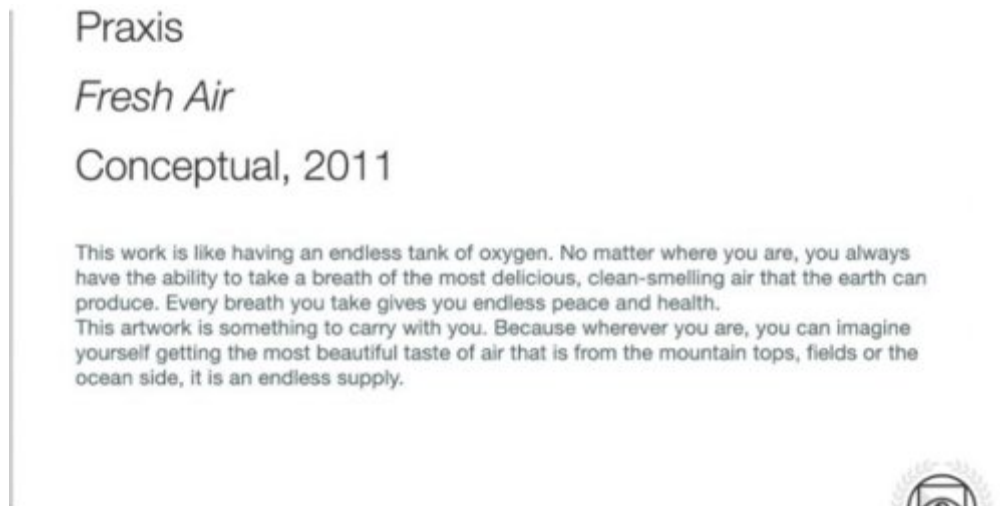 Praxis
Fresh Air
Conceptual, 2011
This work is like having an endless tank of oxygen. No matter where you are, you always
have the ability to take a breath of the most delicious, clean-smelling air that the earth can
produce. Every breath you take gives you endless peace and health.
This artwork is something to carry with you. Because wherever you are, you can imagine
yourself getting the most beautiful taste of air that is from the mountain tops, fields or the
ocean side, it is an endless supply.